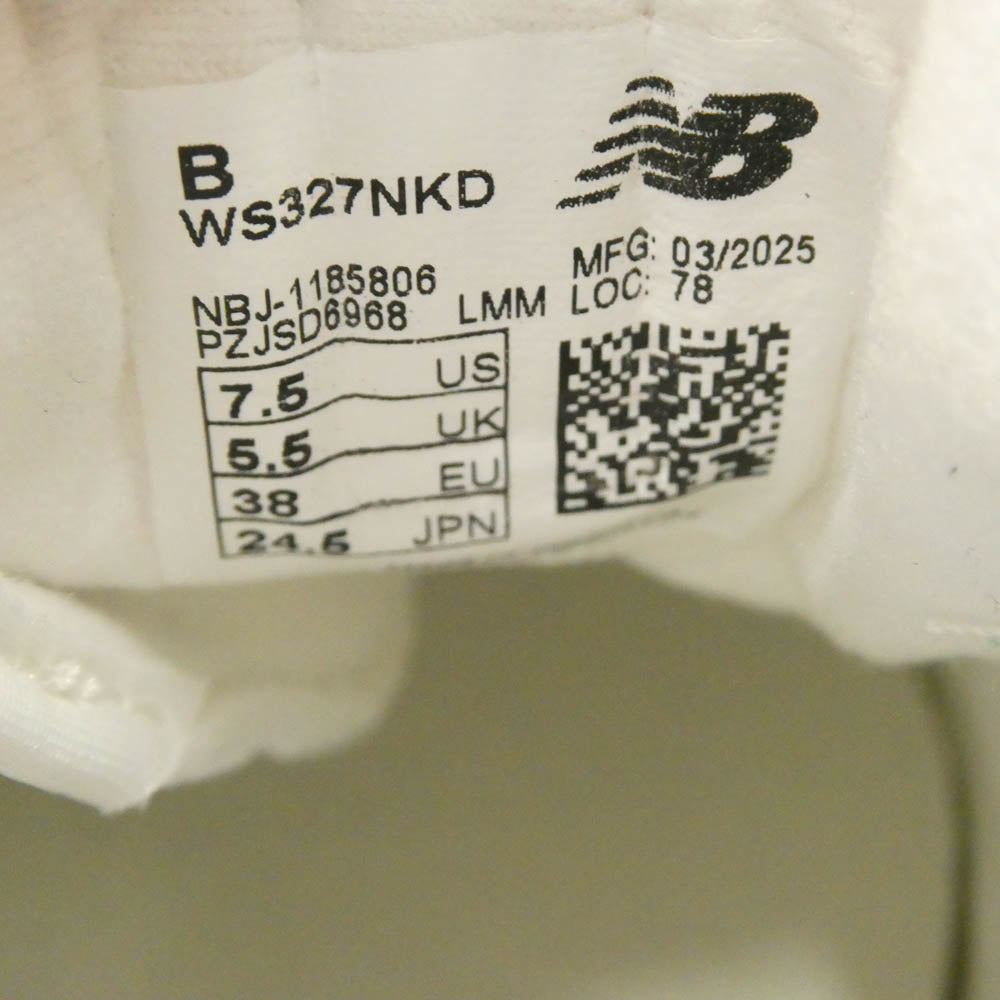 B
WS327NKD
NBJ-1185806
PZJSD6968
LMM
MFG: 03/2025
LOC: 78
7.5 US
5.5 UK
38 EU
24.5 JPN
NB